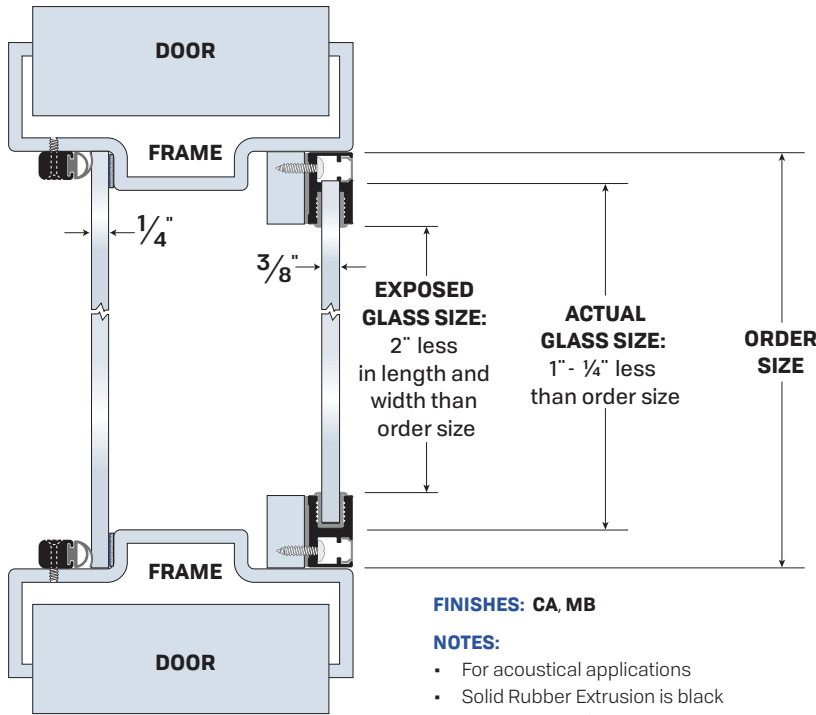 DOOR
FRAME
1/4"
3/8"
EXPOSED
GLASS SIZE:
2" less
in length and
width than
order size
ACTUAL
GLASS SIZE:
1" - 1/4" less
than order size
ORDER
SIZE
FRAME
DOOR
FINISHES: CA, MB
NOTES:
• For acoustical applications
• Solid Rubber Extrusion is black